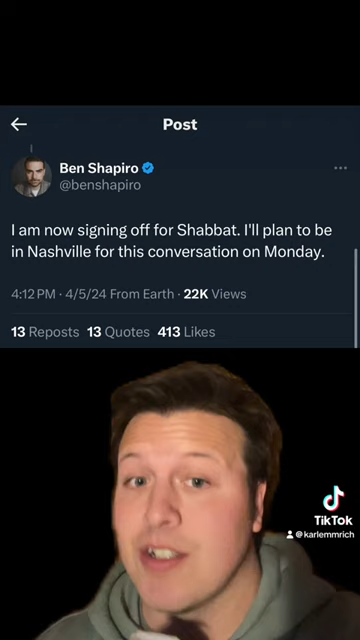 Post
Ben Shapiro
@benshapiro
I am now signing off for Shabbat. I'll plan to be
in Nashville for this conversation on Monday.
4:12 PM · 4/5/24 From Earth · 22K Views
13 Reposts 13 Quotes 413 Likes
TikTok
@karlemmrich